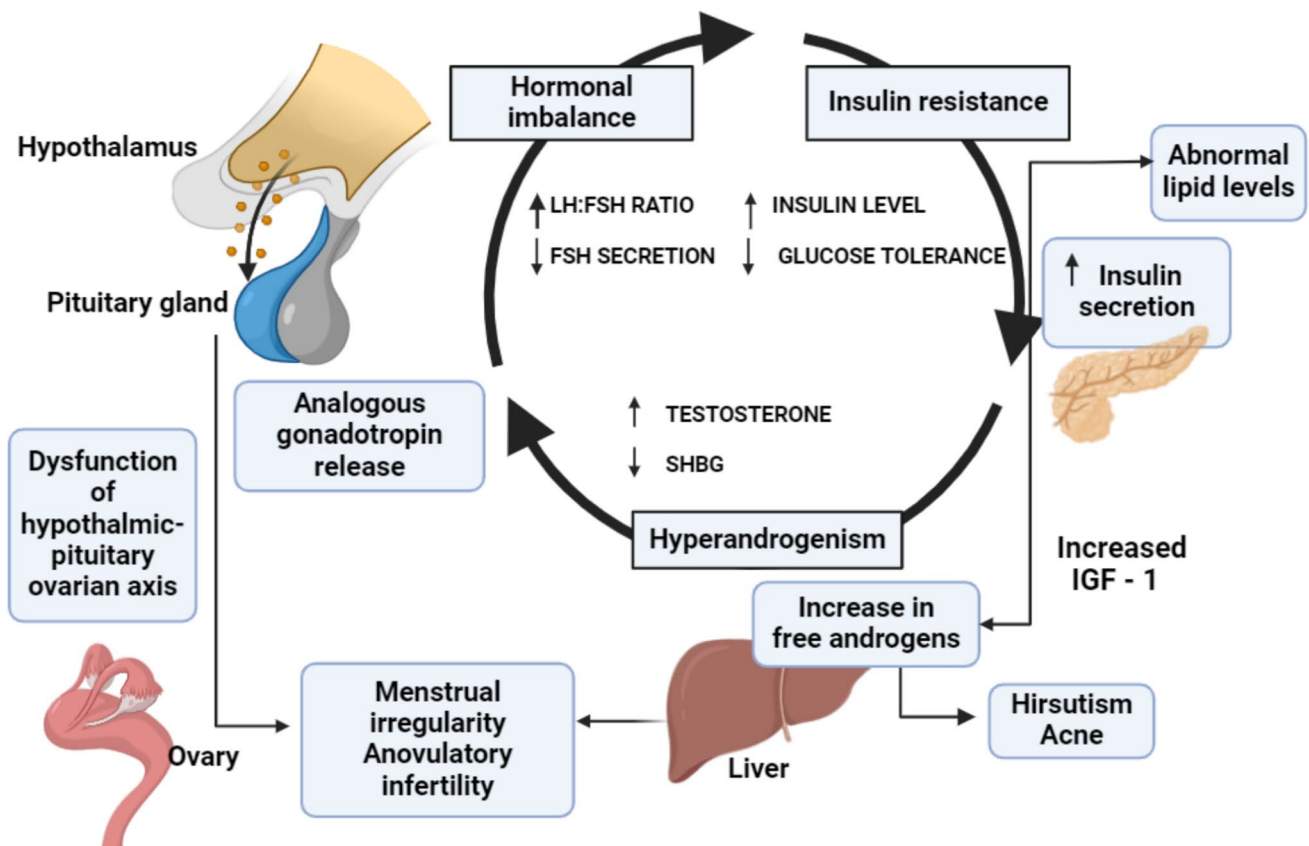 Hormonal
imbalance
Insulin resistance
Hypothalamus
Abnormal
lipid levels
LH:FSH RATIO
INSULIN LEVEL
FSH SECRETION
GLUCOSE TOLERANCE
Insulin
secretion
Pituitary gland
Analogous
gonadotropin
release
TESTOSTERONE
SHBG
Dysfunction
of
hypothalmic-
pituitary
ovarian axis
Hyperandrogenism
Increased
IGF - 1
Increase in
free androgens
Menstrual
irregularity
Anovulatory
infertility
Hirsutism
Acne
Ovary
Liver